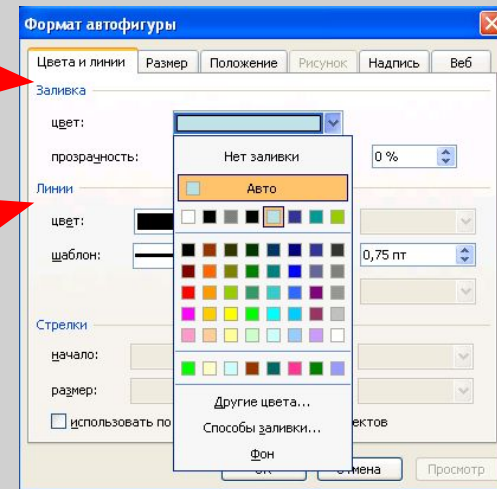 Формат автофигуры
Цвета и линии Размер Положение Рисунок Надпись Веб
Заливка
цвет:
Нет заливки
прозрачность: 0 %
Авто
Линии
цвет:
шаблон: 0,75 пт
Стрелки
начало:
размер:
Другие цвета...
использовать по ектов
Способы заливки...
Фон
ОК мена Просмотр